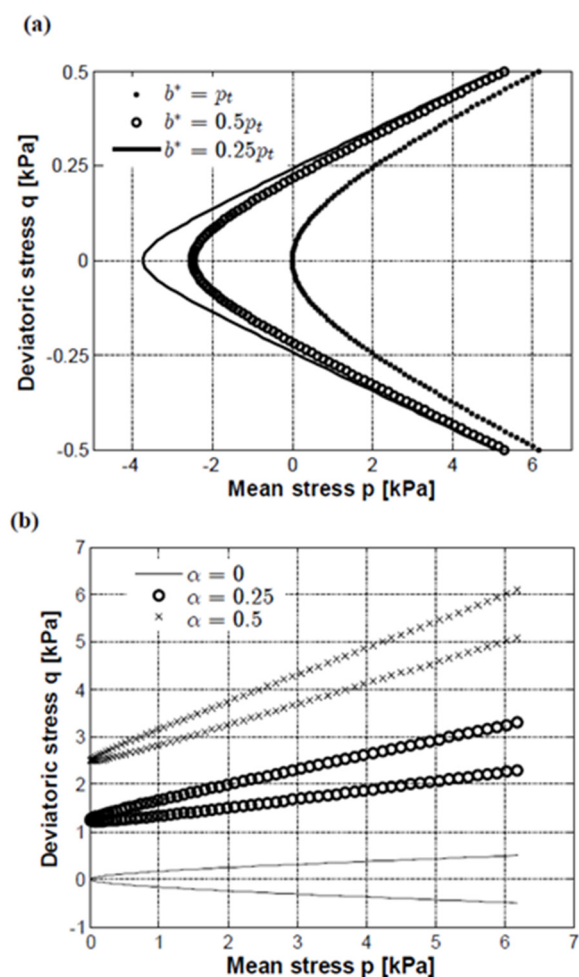 (a)
0.5
b* = p_t
b* = 0.5p_t
b* = 0.25p_t
0.25
0
-0.25
-0.5
Deviatoric stress q [kPa]
-4 -2 0 2 4 6
Mean stress p [kPa]
(b)
7
α = 0
α = 0.25
α = 0.5
6
5
4
3
2
1
0
-1
Deviatoric stress q [kPa]
0 1 2 3 4 5 6 7
Mean stress p [kPa]